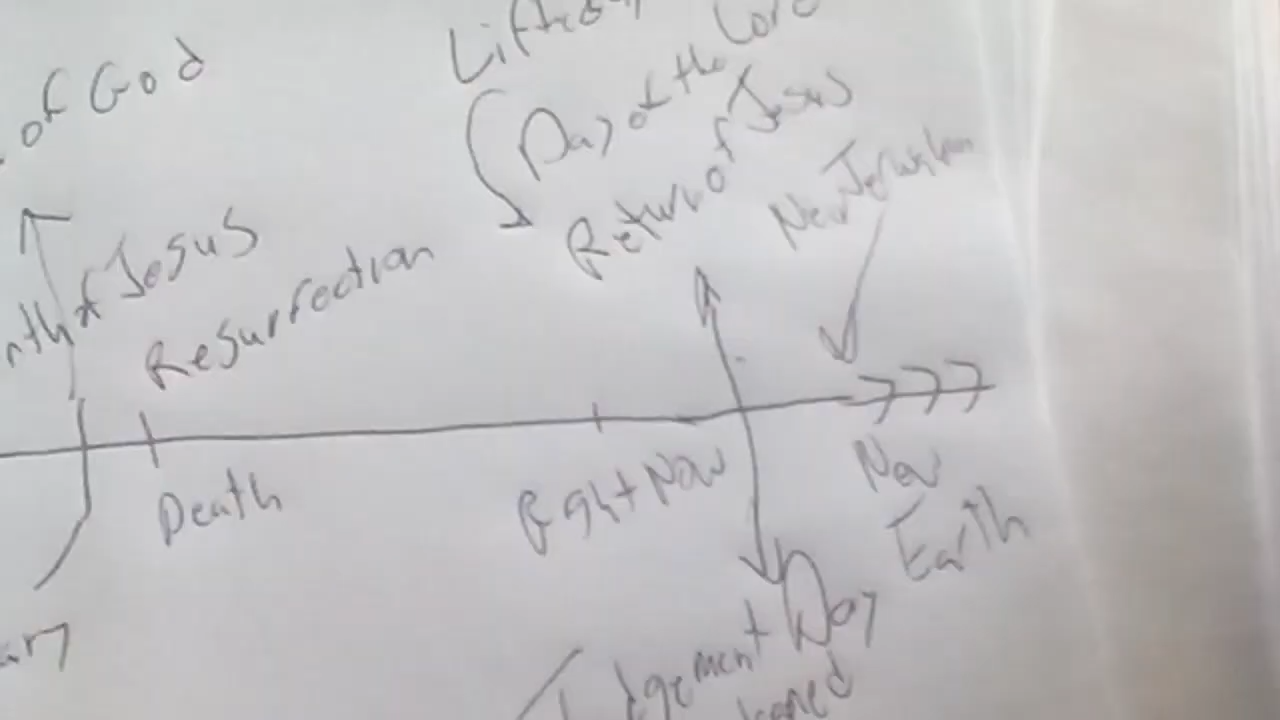 of God
Day of the Lord
Return of Jesus
New Jerusalem
of Jesus
Resurrection
Death
Right Now
New
Earth
Judgement Day